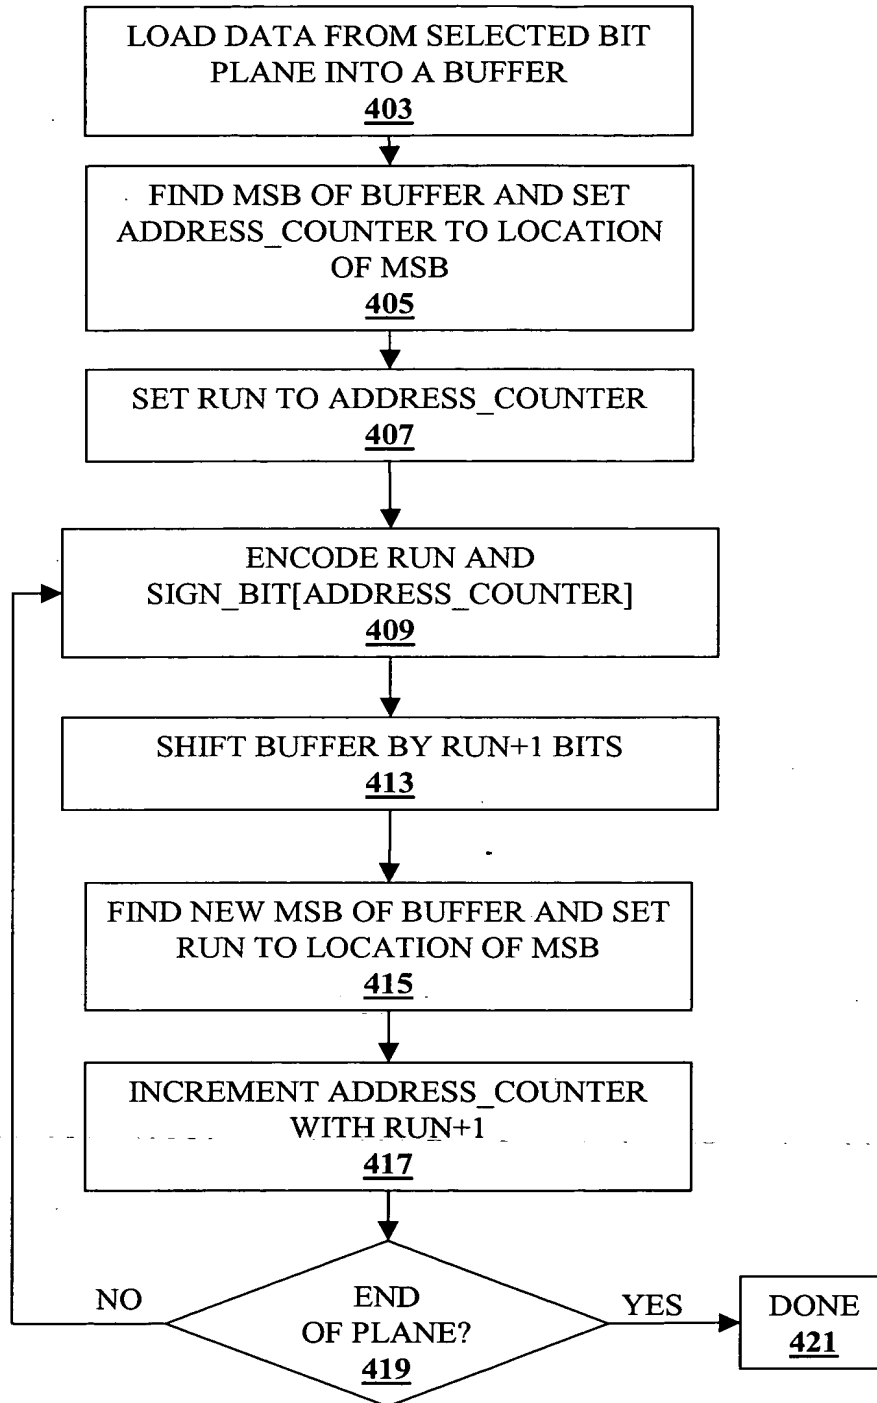 LOAD DATA FROM SELECTED BIT
PLANE INTO A BUFFER
403
FIND MSB OF BUFFER AND SET
ADDRESS_COUNTER TO LOCATION
OF MSB
405
SET RUN TO ADDRESS_COUNTER
407
ENCODE RUN AND
SIGN_BIT[ADDRESS_COUNTER]
409
SHIFT BUFFER BY RUN+1 BITS
413
FIND NEW MSB OF BUFFER AND SET
RUN TO LOCATION OF MSB
415
INCREMENT ADDRESS_COUNTER
WITH RUN+1
417
NO
END
OF PLANE?
419
YES
DONE
421